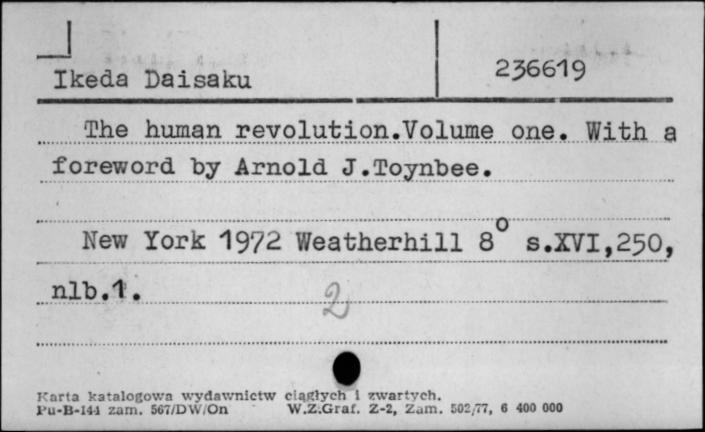 Ikeda Daisaku 236619
The human revolution.Volume one. With a
foreword by Arnold J.Toynbee.
New York 1972 Weatherhill 8° s.XVI,250,
nlb.1.
2
Karta katalogowa wydawnictw ciągłych i zwartych.
Pu-B-144 zam. 567/DW/On W.Z.Graf. Z-2, Zam. 502/77, 6 400 000